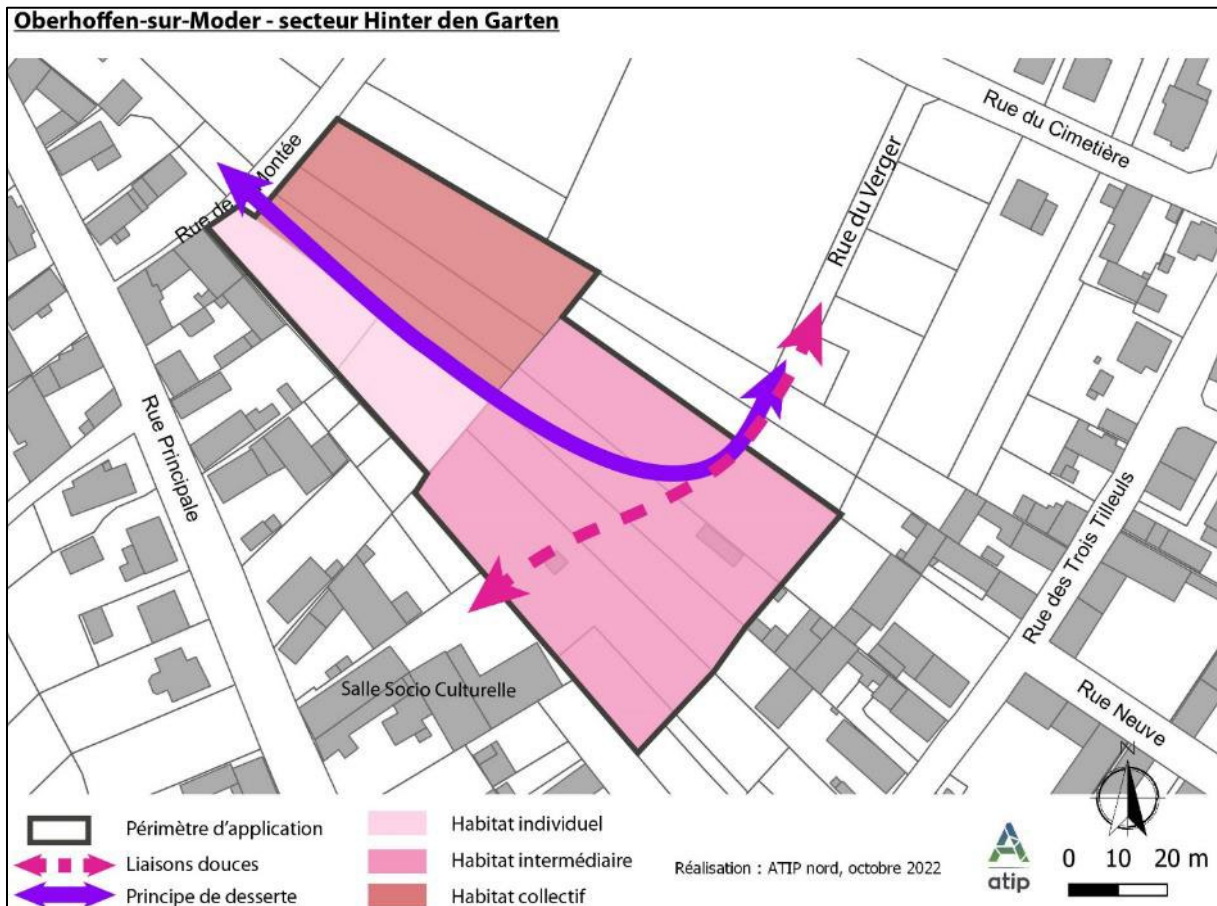 Oberhoffen-sur-Moder - secteur Hinter den Garten
Rue du Cimetière
Rue de Montée
Rue du Verger
Rue Principale
Rue des Trois Tilleuls
Salle Socio Culturelle
Rue Neuve
N
Périmètre d'application
Liaisons douces
Principe de desserte
Habitat individuel
Habitat intermédiaire
Habitat collectif
Réalisation : ATIP nord, octobre 2022
atip
0 10 20 m